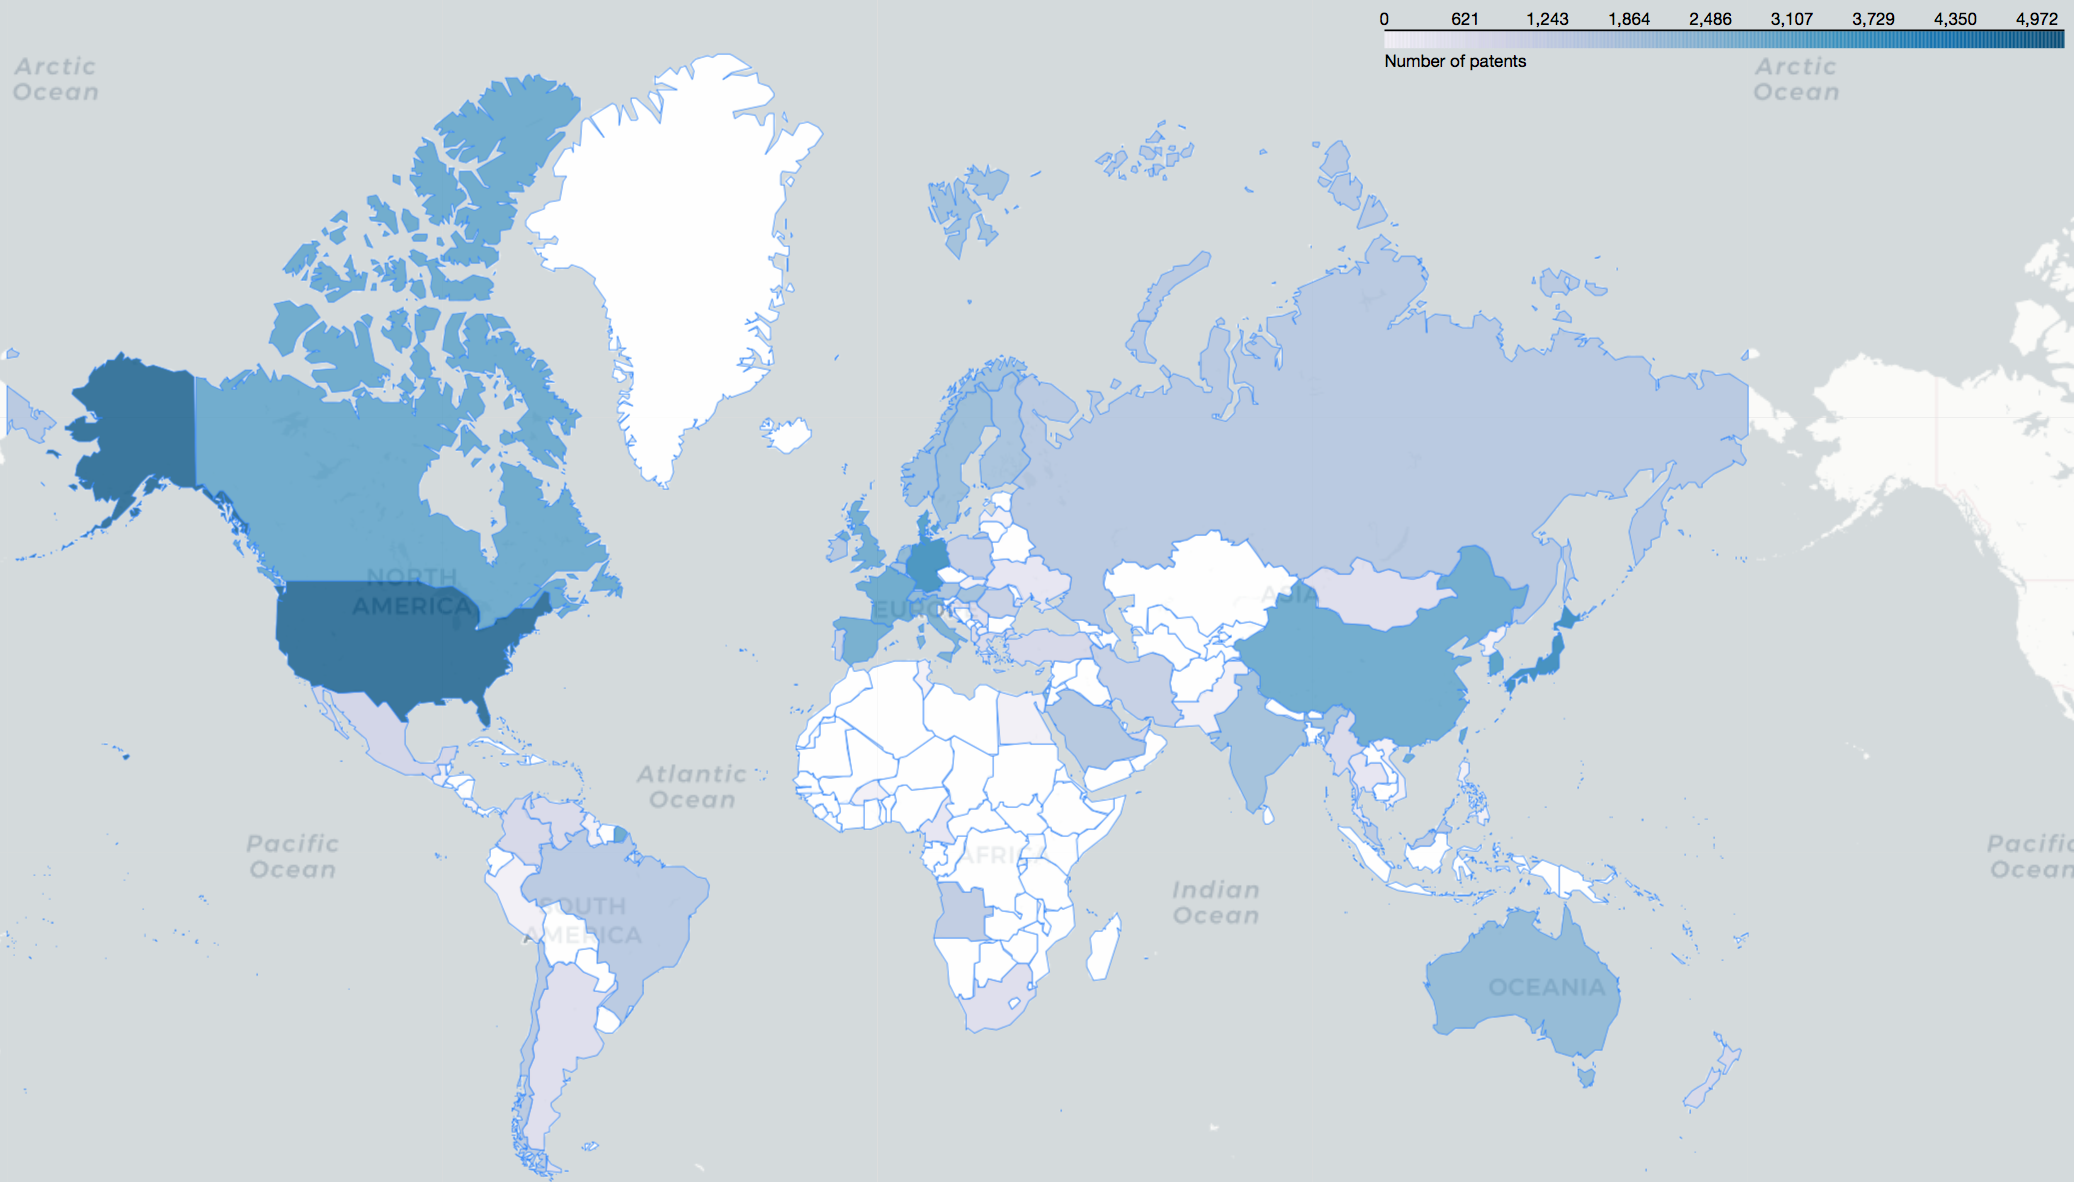 0 621 1,243 1,864 2,486 3,107 3,729 4,350 4,972
Number of patents
Arctic
Ocean
Arctic
Ocean
NORTH
AMERICA
EUROPE
ASIA
Atlantic
Ocean
Pacific
Ocean
AFRICA
Indian
Ocean
Pacific
Ocean
SOUTH
AMERICA
OCEANIA